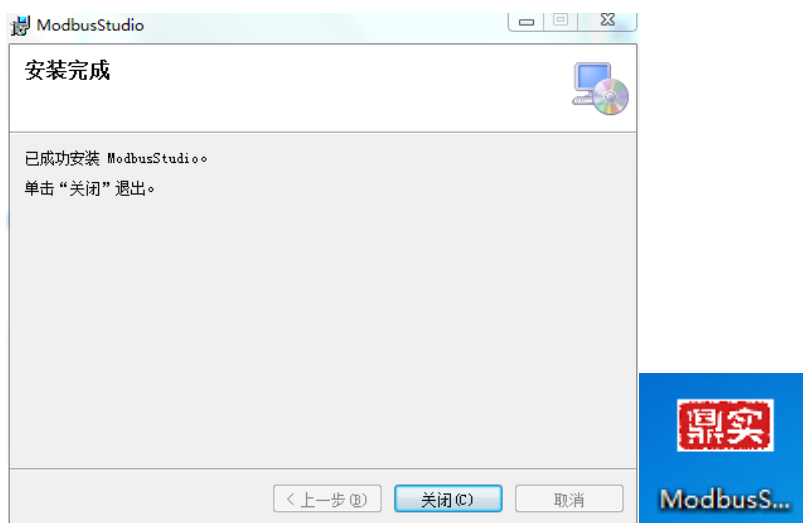 ModbusStudio
安装完成
已成功安装 ModbusStudio。
单击“关闭”退出。
<上一步(B)
关闭(C)
取消
鼎实
ModbusS...